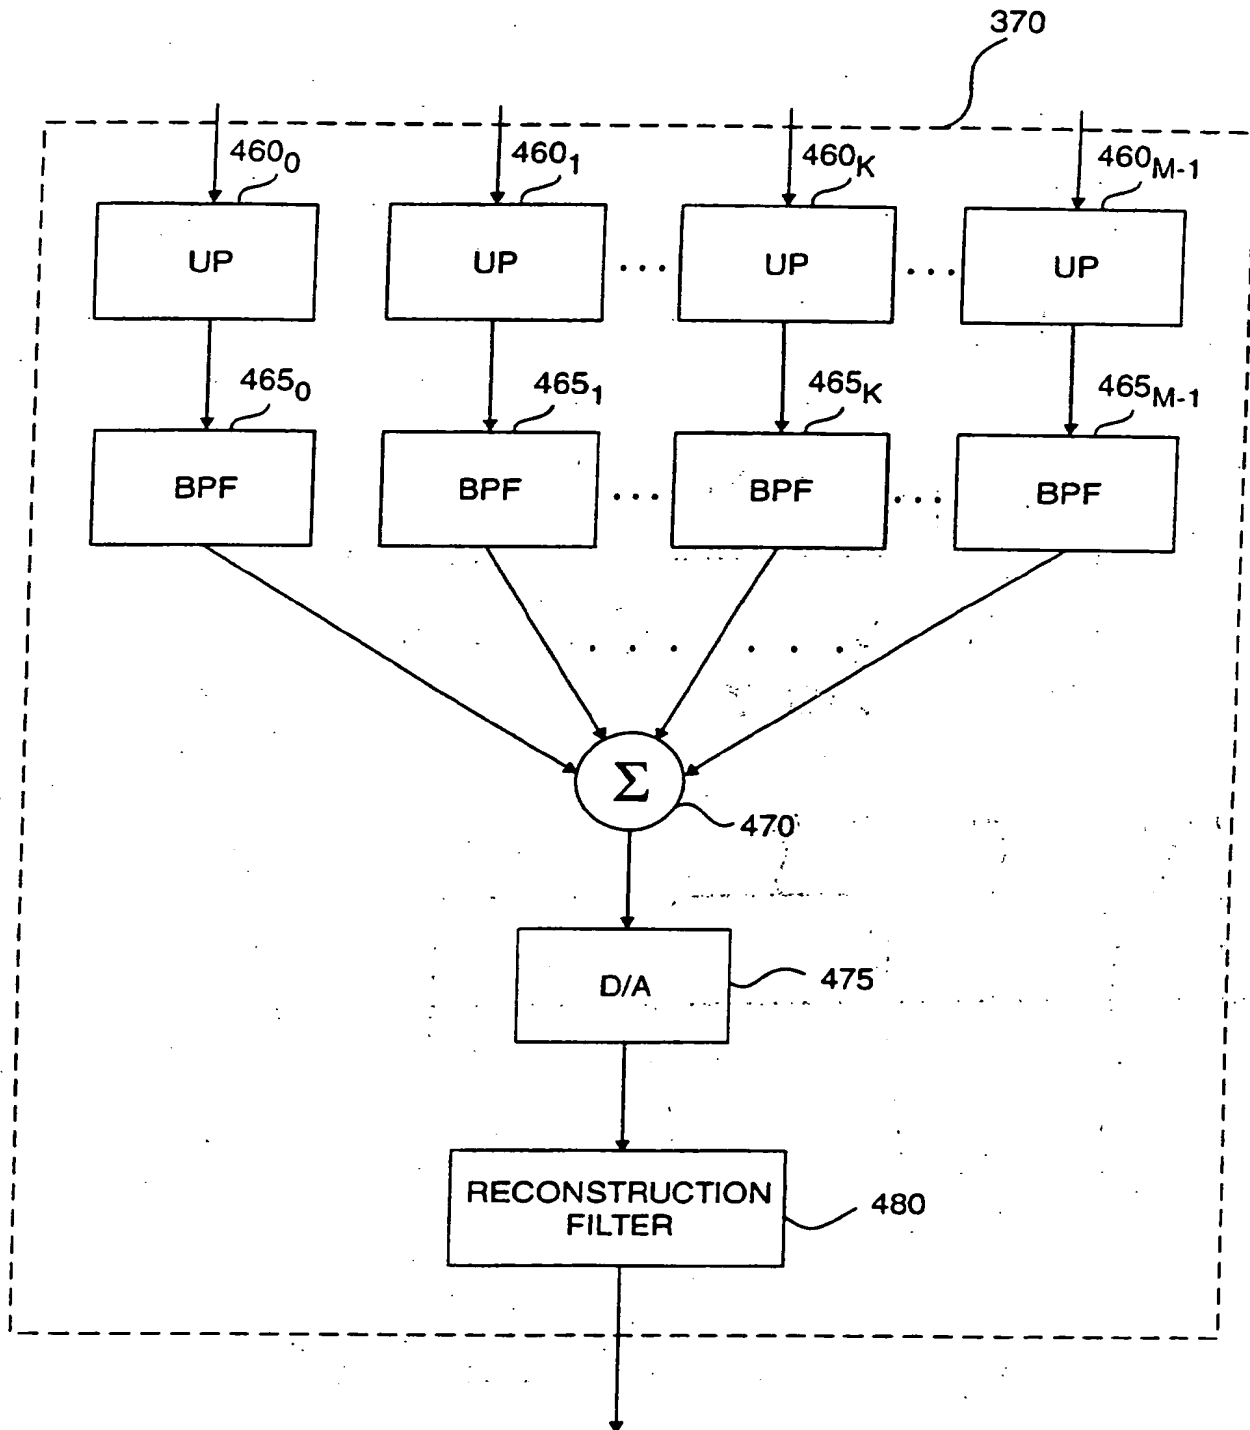 370
460₀ 460₁ 460K 460M-1
UP UP ... UP ... UP
465₀ 465₁ 465K 465M-1
BPF BPF ... BPF ... BPF
. . . . . .
Σ
470
D/A 475
RECONSTRUCTION
FILTER
480